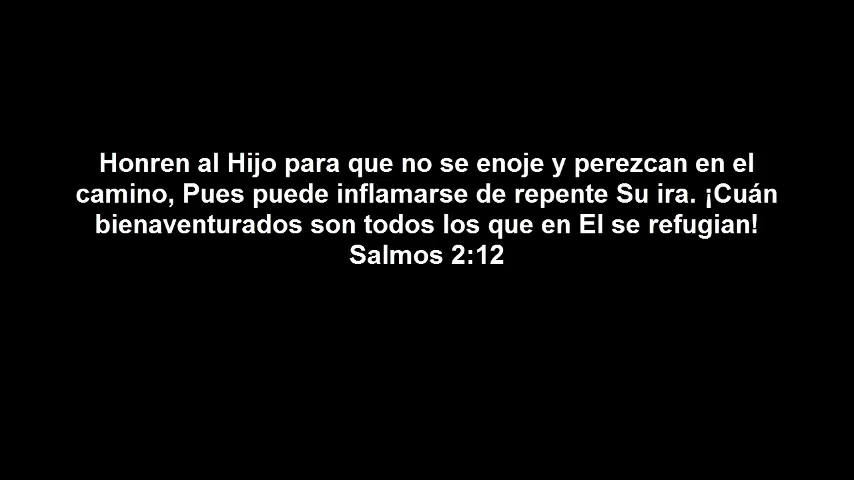 Honren al Hijo para que no se enoje y perezcan en el
camino, Pues puede inflamarse de repente Su ira. ¡Cuán
bienaventurados son todos los que en El se refugian!
Salmos 2:12